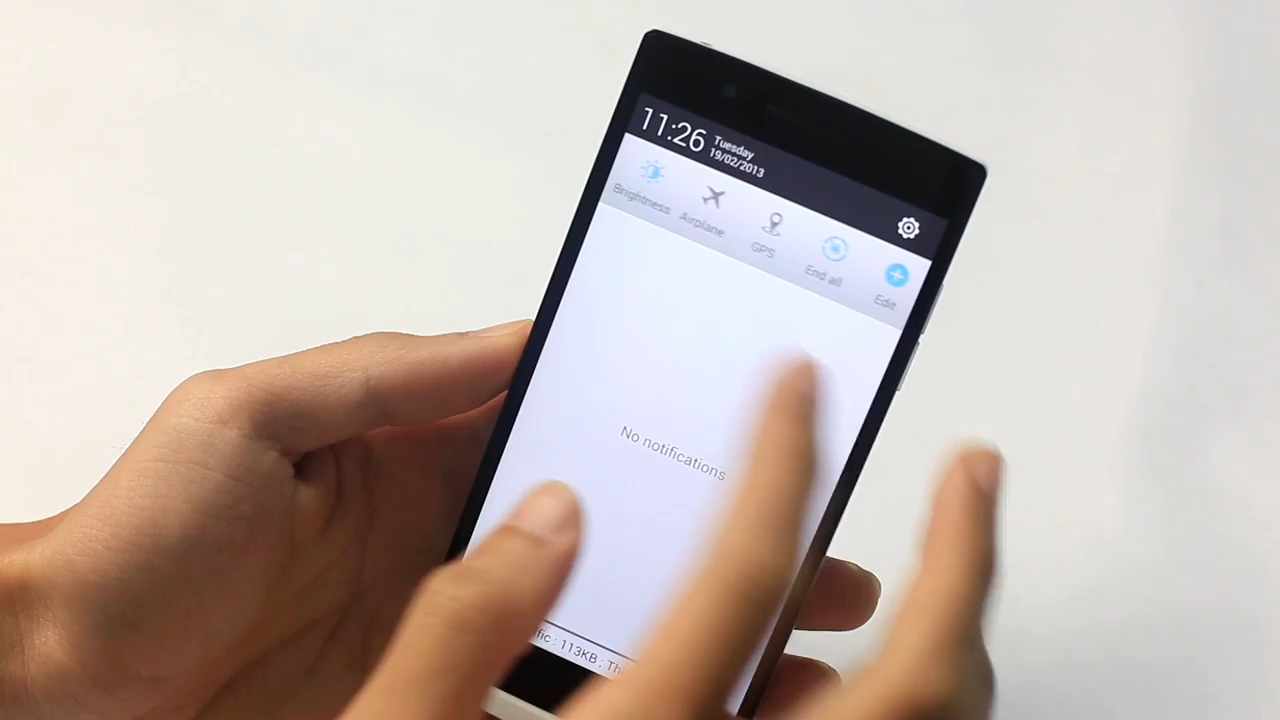 11:26
Tuesday
19/02/2013
Brightness
Airplane
GPS
End all
Edit
No notifications
: 113KB ;